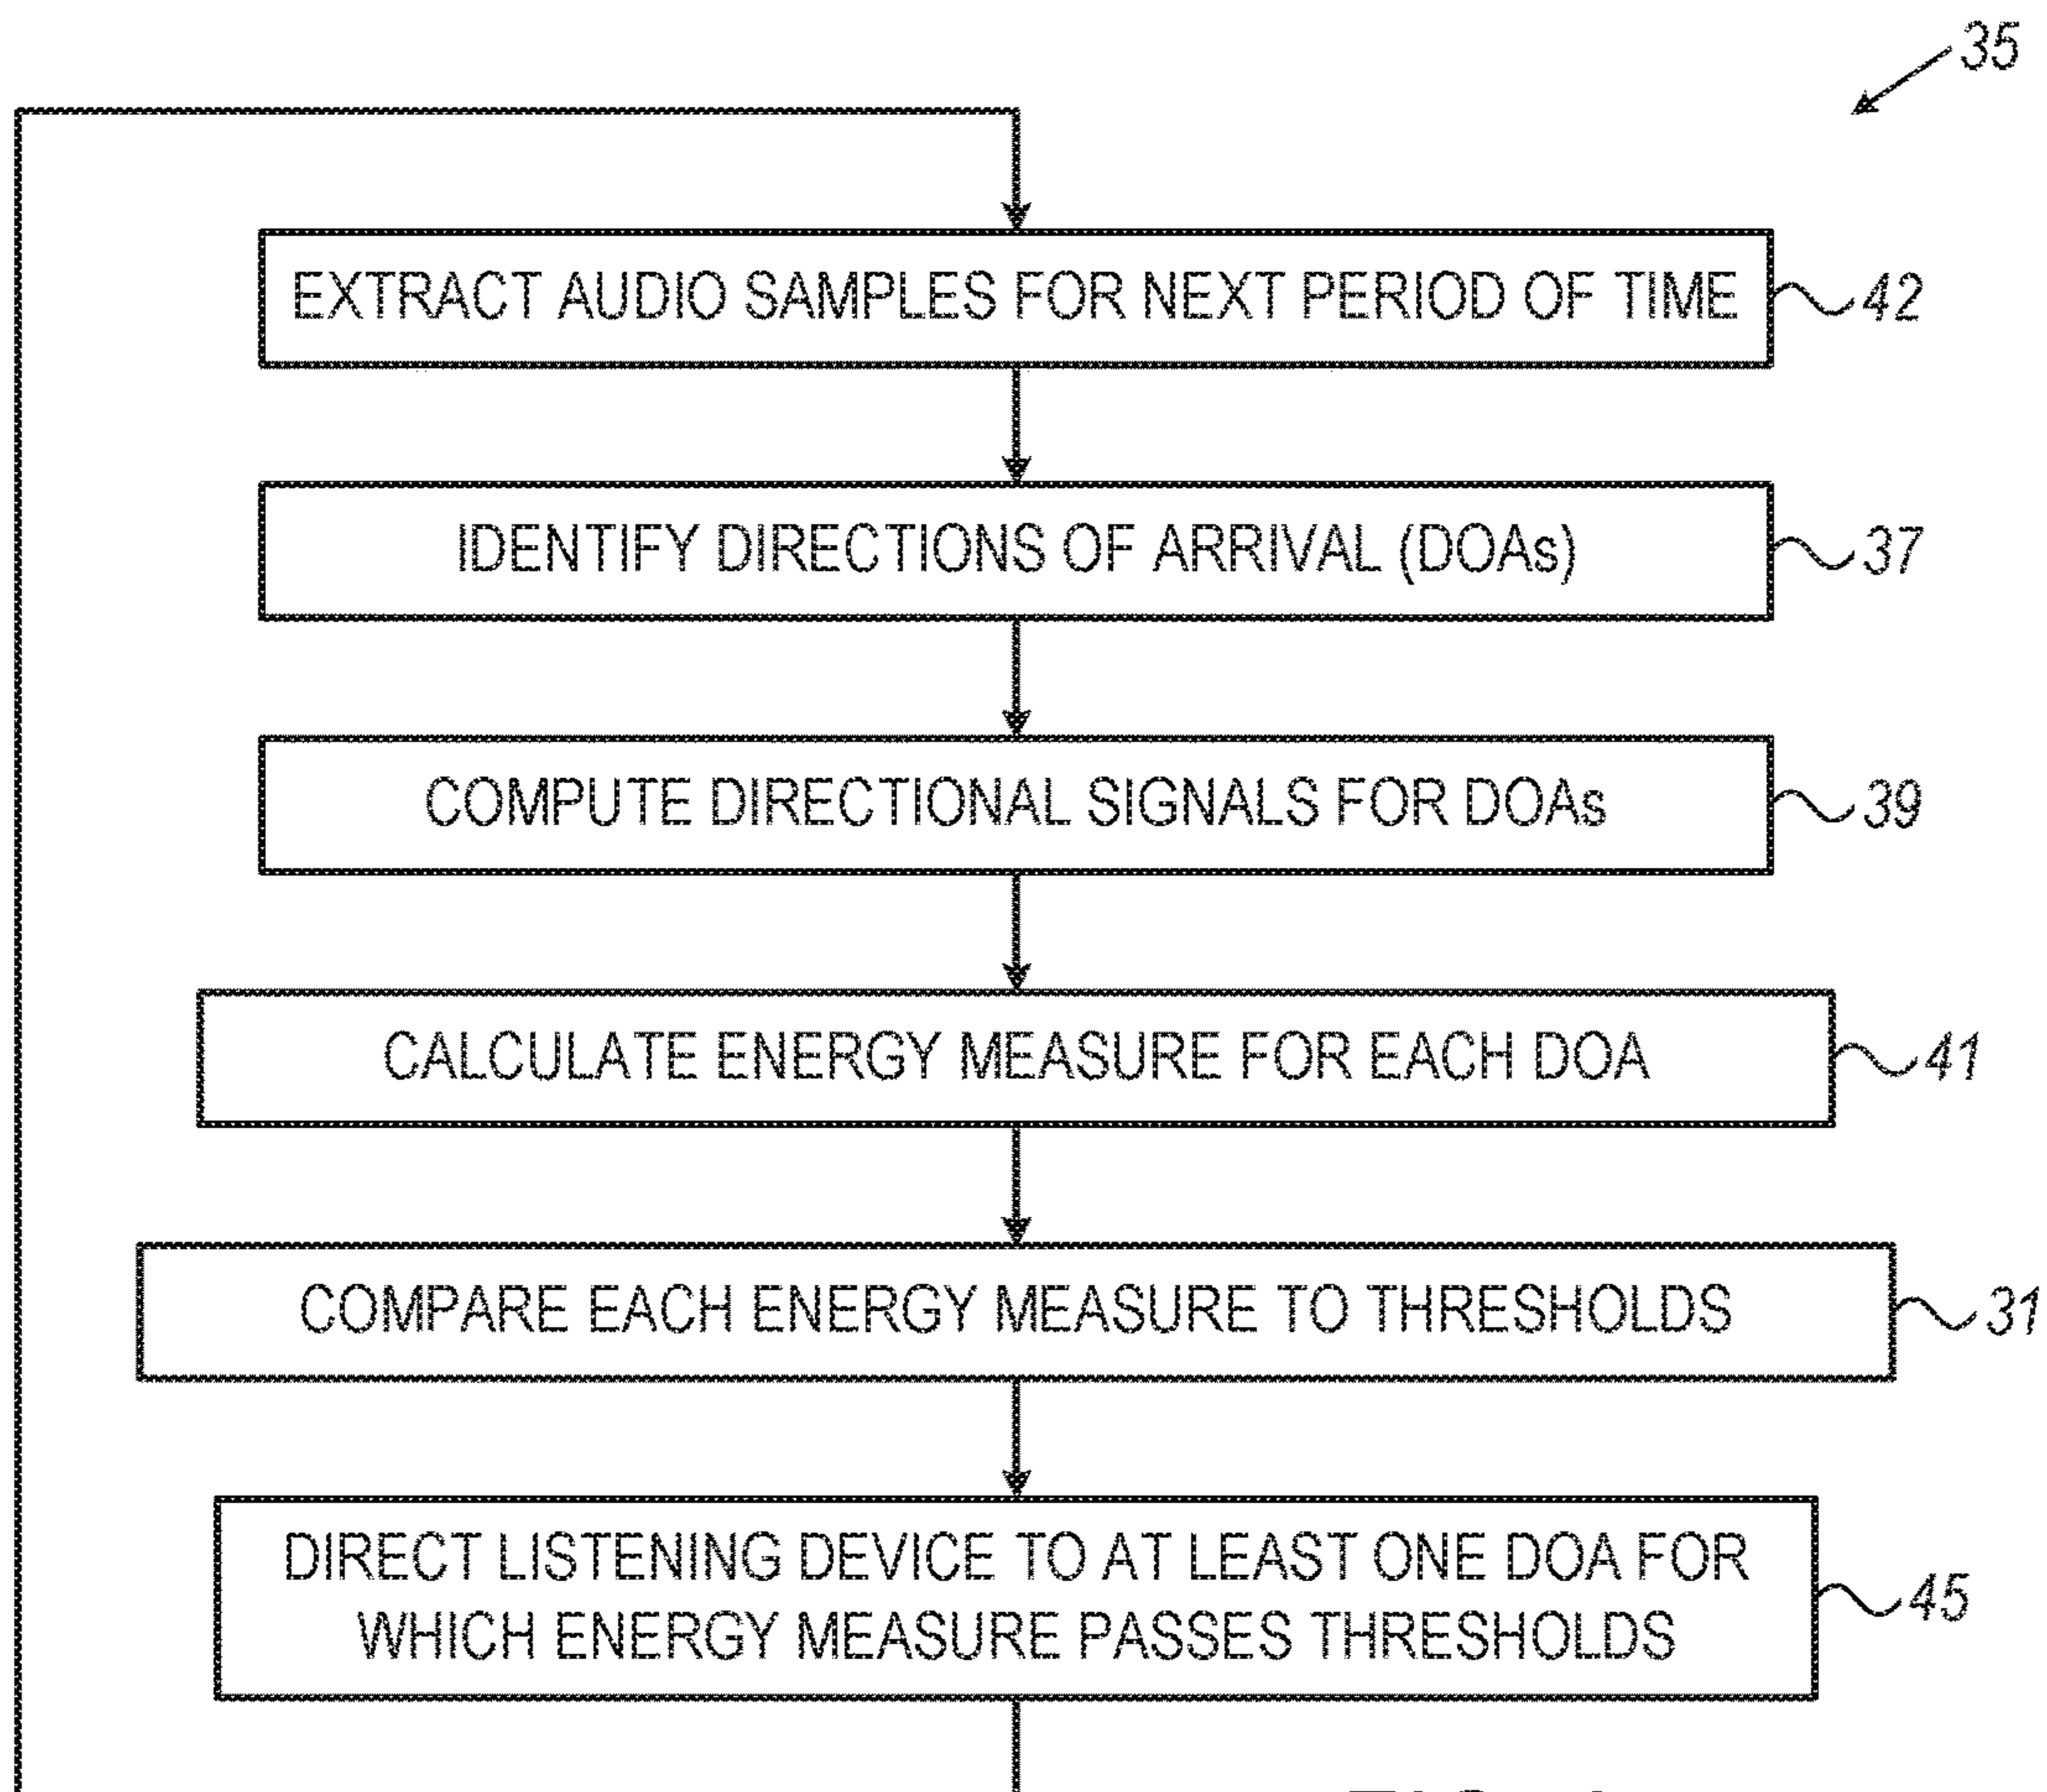 35
EXTRACT AUDIO SAMPLES FOR NEXT PERIOD OF TIME
42
IDENTIFY DIRECTIONS OF ARRIVAL (DOAs)
37
COMPUTE DIRECTIONAL SIGNALS FOR DOAs
39
CALCULATE ENERGY MEASURE FOR EACH DOA
41
COMPARE EACH ENERGY MEASURE TO THRESHOLDS
31
DIRECT LISTENING DEVICE TO AT LEAST ONE DOA FOR
WHICH ENERGY MEASURE PASSES THRESHOLDS
45